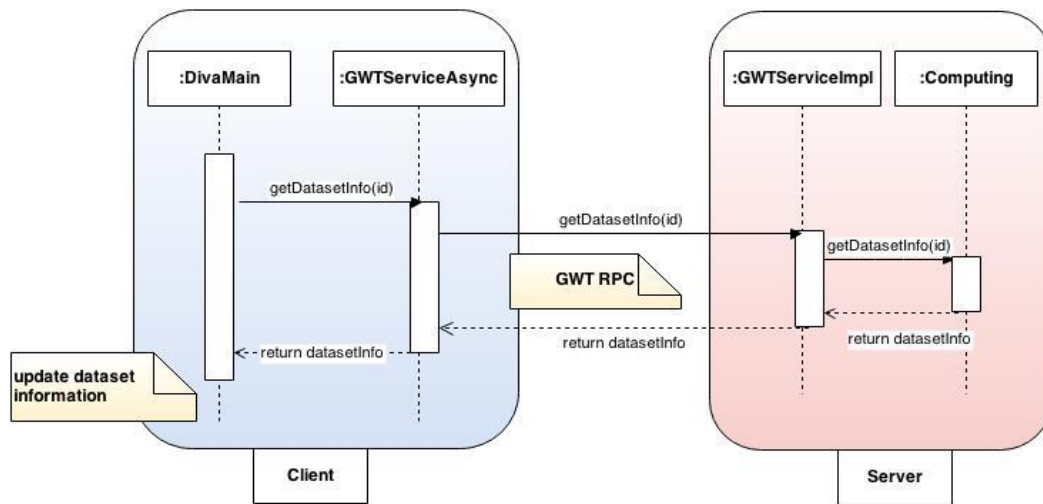 :DivaMain
:GWTServiceAsync
:GWTServiceImpl
:Computing
getDatasetInfo(id)
getDatasetInfo(id)
getDatasetInfo(id)
GWT RPC
return datasetInfo
return datasetInfo
return datasetInfo
update dataset
information
Client
Server